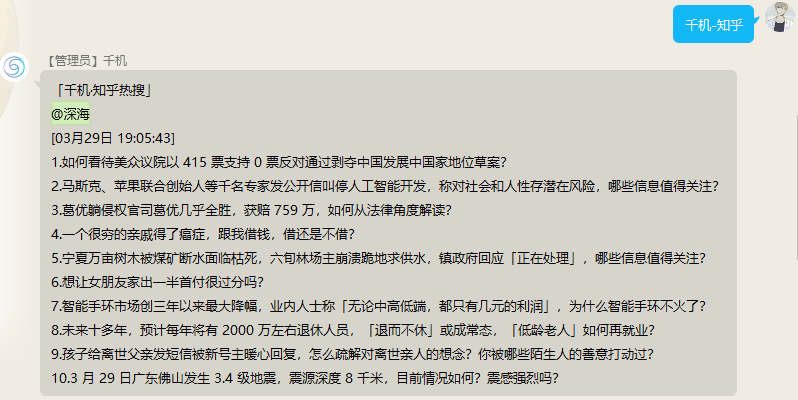 千机-知乎
【管理员】千机
「千机·知乎热搜」
@深海
[03月29日 19:05:43]
1.如何看待美众议院以 415 票支持 0 票反对通过剥夺中国发展中国家地位草案？
2.马斯克、苹果联合创始人等千名专家发公开信叫停人工智能开发，称对社会和人性存潜在风险，哪些信息值得关注？
3.葛优躺侵权官司葛优几乎全胜，获赔 759 万，如何从法律角度解读？
4.一个很穷的亲戚得了癌症，跟我借钱，借还是不借？
5.宁夏万亩树木被煤矿断水面临枯死，六旬林场主崩溃跪地求供水，镇政府回应「正在处理」，哪些信息值得关注？
6.想让女朋友家出一半首付很过分吗？
7.智能手环市场创三年以来最大降幅，业内人士称「无论中高低端，都只有几元的利润」，为什么智能手环不火了？
8.未来十多年，预计每年将有 2000 万左右退休人员，「退而不休」或成常态，「低龄老人」如何再就业？
9.孩子给离世父亲发短信被新号主暖心回复，怎么疏解对离世亲人的想念？你被哪些陌生人的善意打动过？
10.3 月 29 日广东佛山发生 3.4 级地震，震源深度 8 千米，目前情况如何？震感强烈吗？